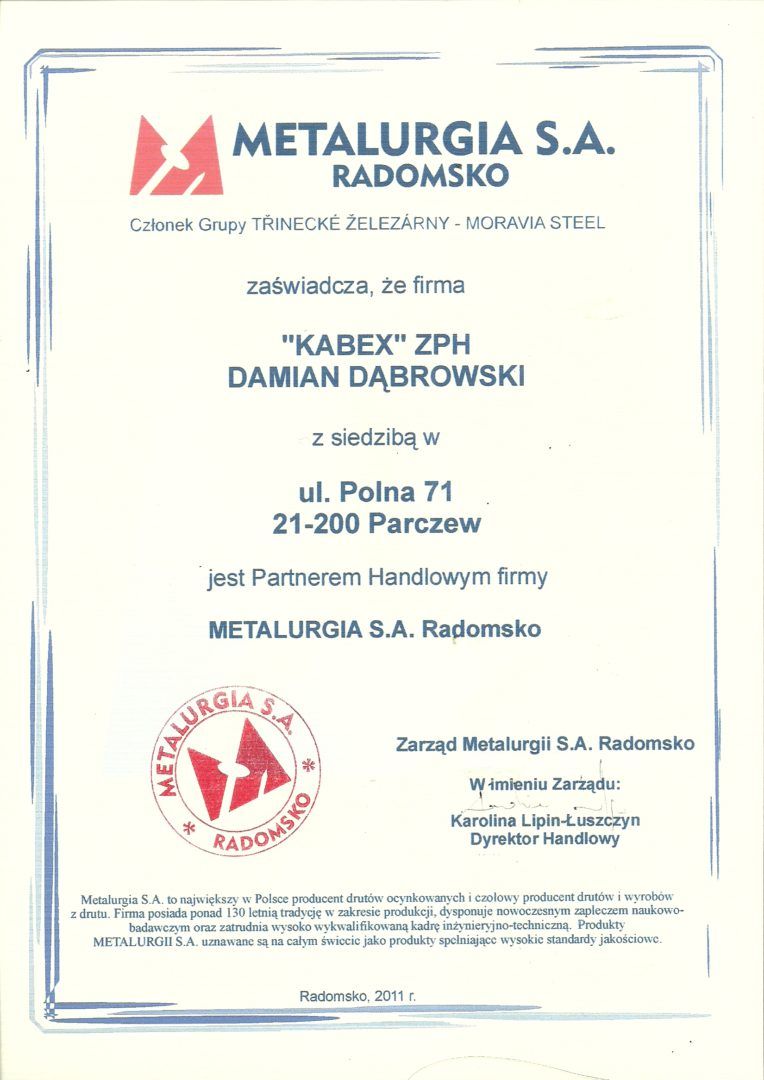 METALURGIA S.A.
RADOMSKO
Członek Grupy TŘINECKÉ ŽELEZÁRNY - MORAVIA STEEL
zaświadcza, że firma
"KABEX" ZPH
DAMIAN DĄBROWSKI
z siedzibą w
ul. Polna 71
21-200 Parczew
jest Partnerem Handlowym firmy
METALURGIA S.A. Radomsko
METALURGIA S.A.
* RADOMSKO *
Zarząd Metalurgii S.A. Radomsko
W imieniu Zarządu:
Karolina Lipin-Łuszczyn
Dyrektor Handlowy
Metalurgia S.A. to największy w Polsce producent drutów ocynkowanych i czołowy producent drutów i wyrobów
z drutu. Firma posiada ponad 130 letnią tradycję w zakresie produkcji, dysponuje nowoczesnym zapleczem naukowo-
badawczym oraz zatrudnia wysoko wykwalifikowaną kadrę inżynieryjno-techniczną. Produkty
METALURGII S.A. uznawane są na całym świecie jako produkty spełniające wysokie standardy jakościowe.
Radomsko, 2011 r.